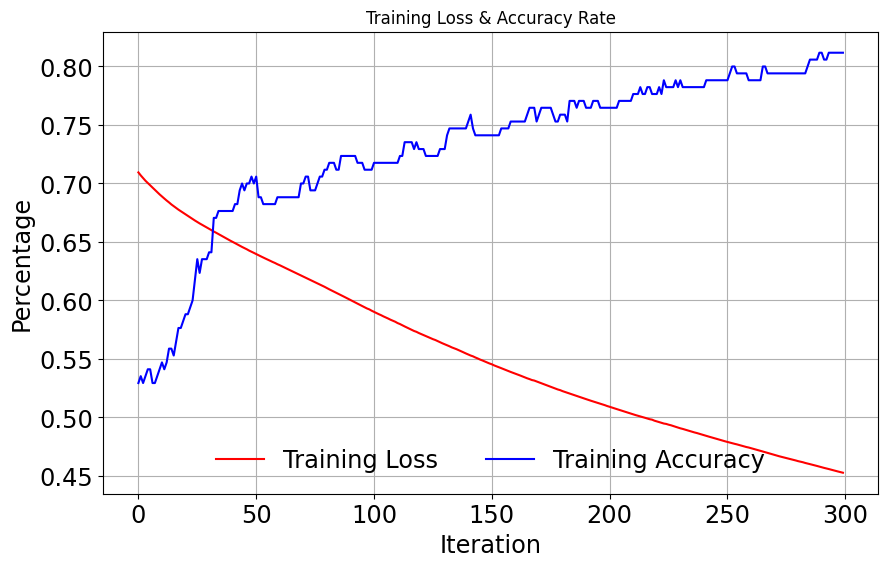 Training Loss & Accuracy Rate
Percentage
0.80
0.75
0.70
0.65
0.60
0.55
0.50
0.45
Training Loss
Training Accuracy
0 50 100 150 200 250 300
Iteration